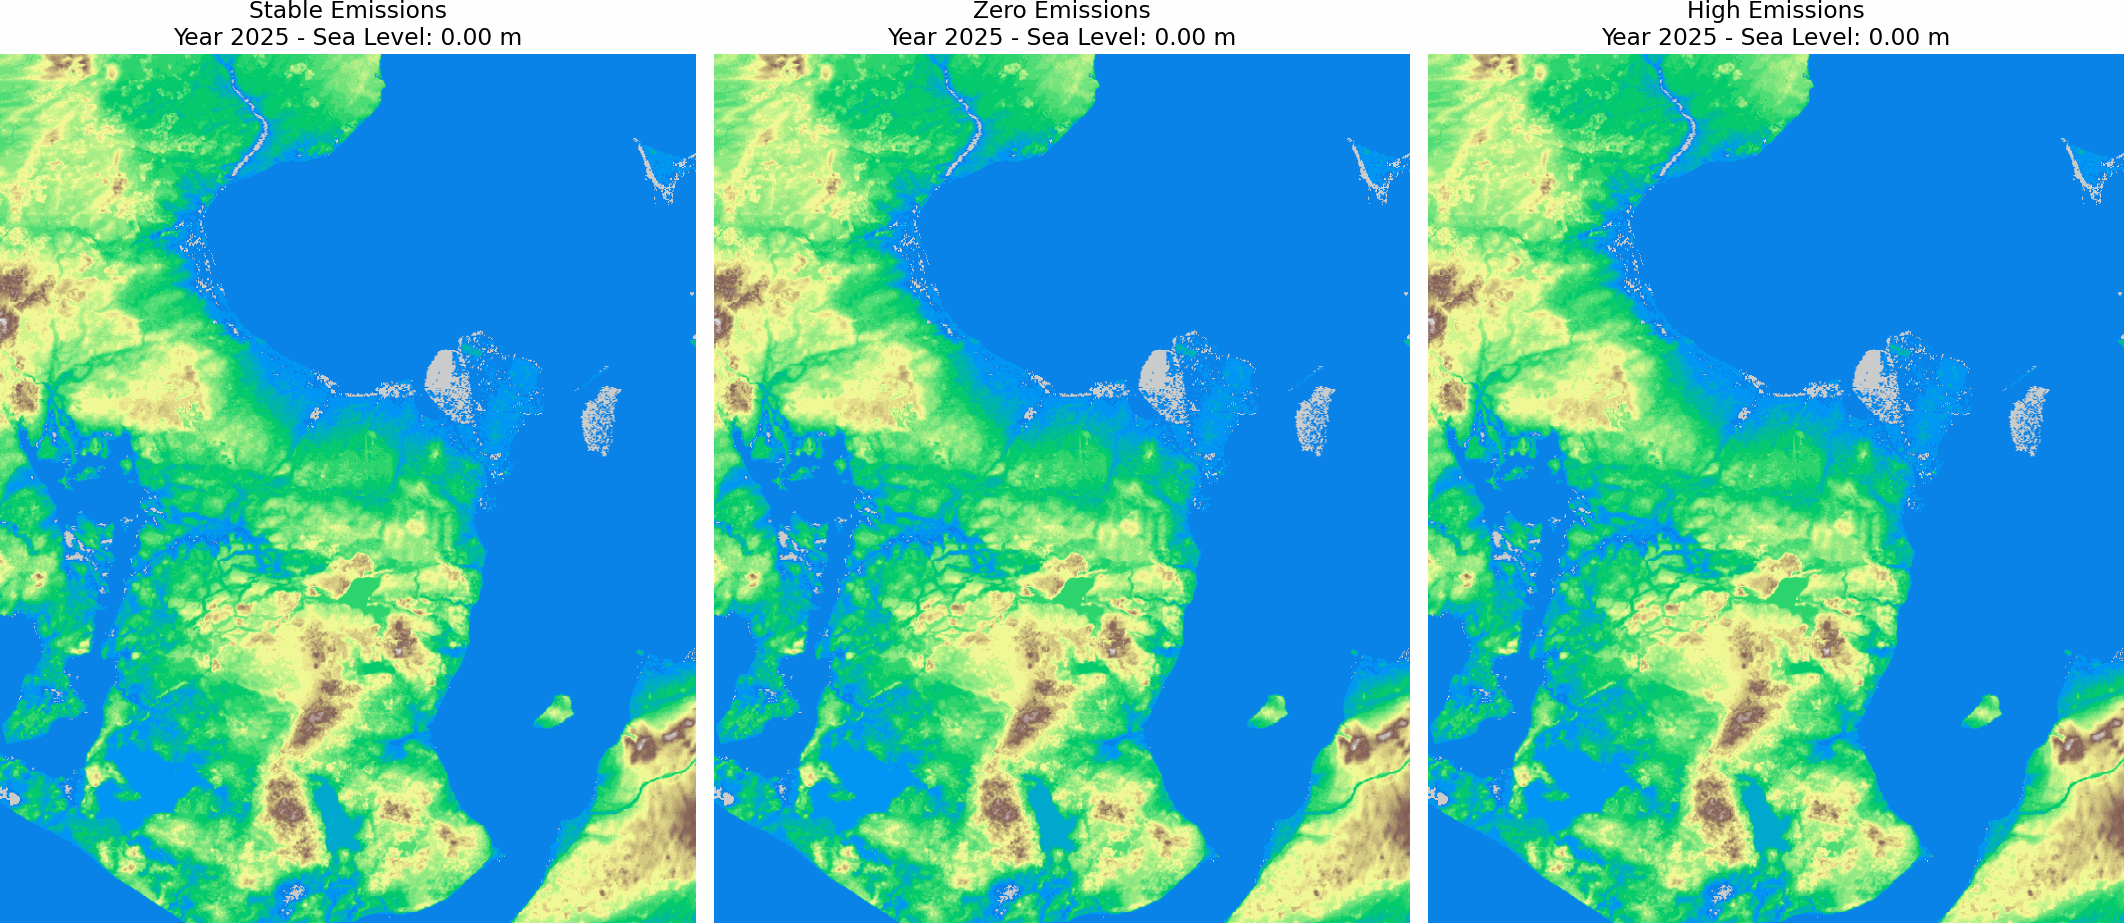 Stable Emissions
Year 2025 - Sea Level: 0.00 m
Zero Emissions
Year 2025 - Sea Level: 0.00 m
High Emissions
Year 2025 - Sea Level: 0.00 m